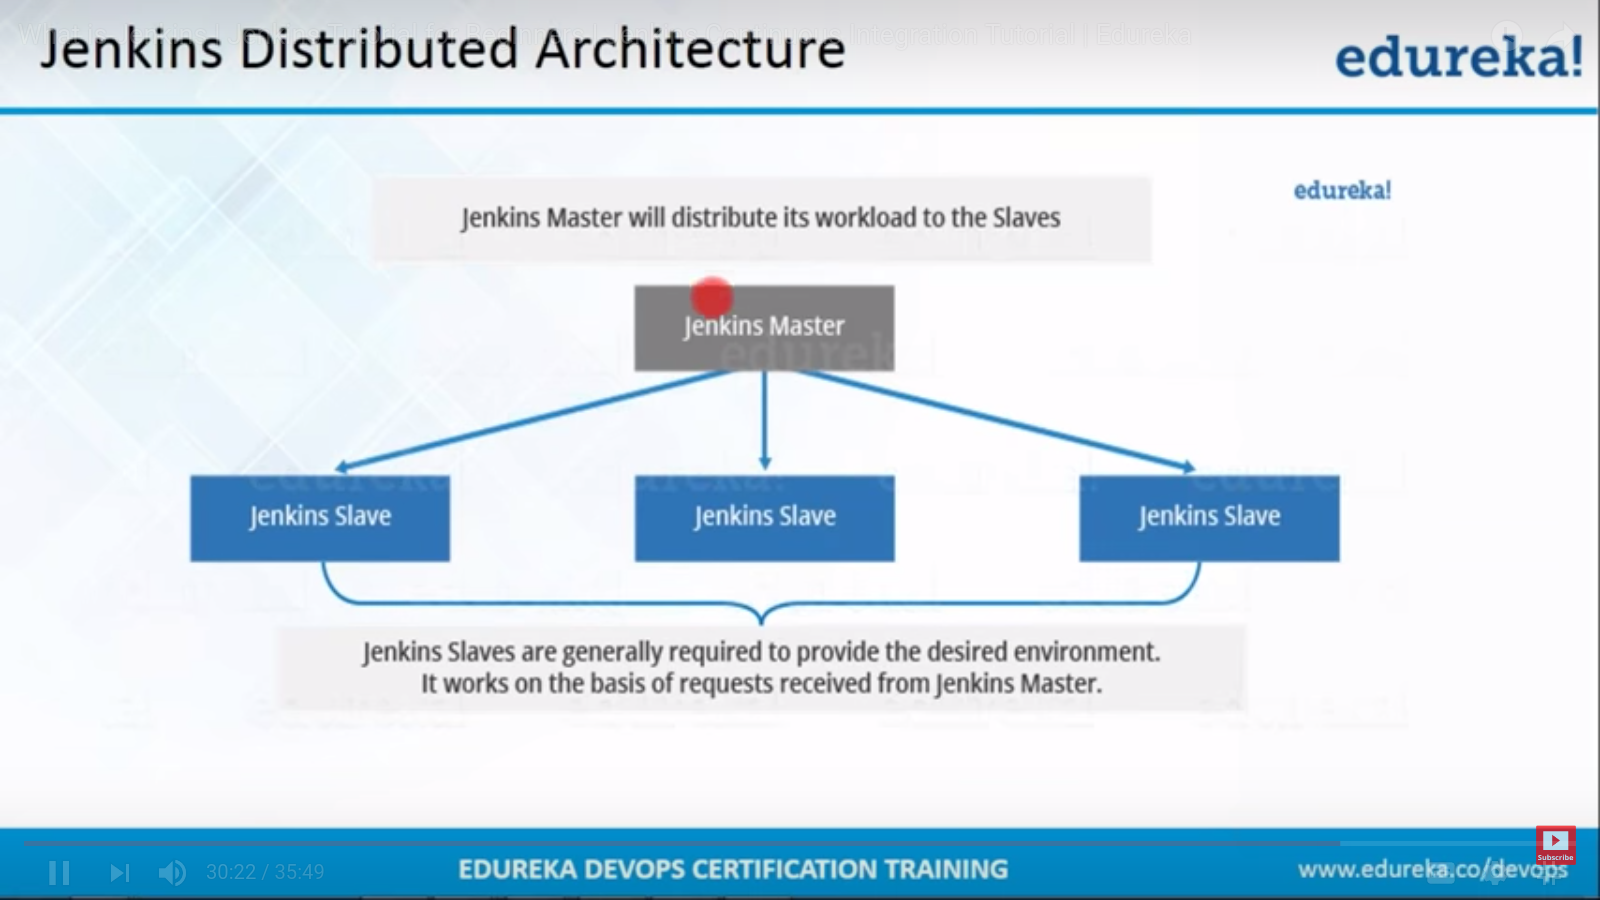 Jenkins Distributed Architecture
edureka!
edureka!
Jenkins Master will distribute its workload to the Slaves
Jenkins Master
Jenkins Slave
Jenkins Slave
Jenkins Slave
Jenkins Slaves are generally required to provide the desired environment.
It works on the basis of requests received from Jenkins Master.
30:22 / 35:49
EDUREKA DEVOPS CERTIFICATION TRAINING
www.edureka.co/devops
Subscribe